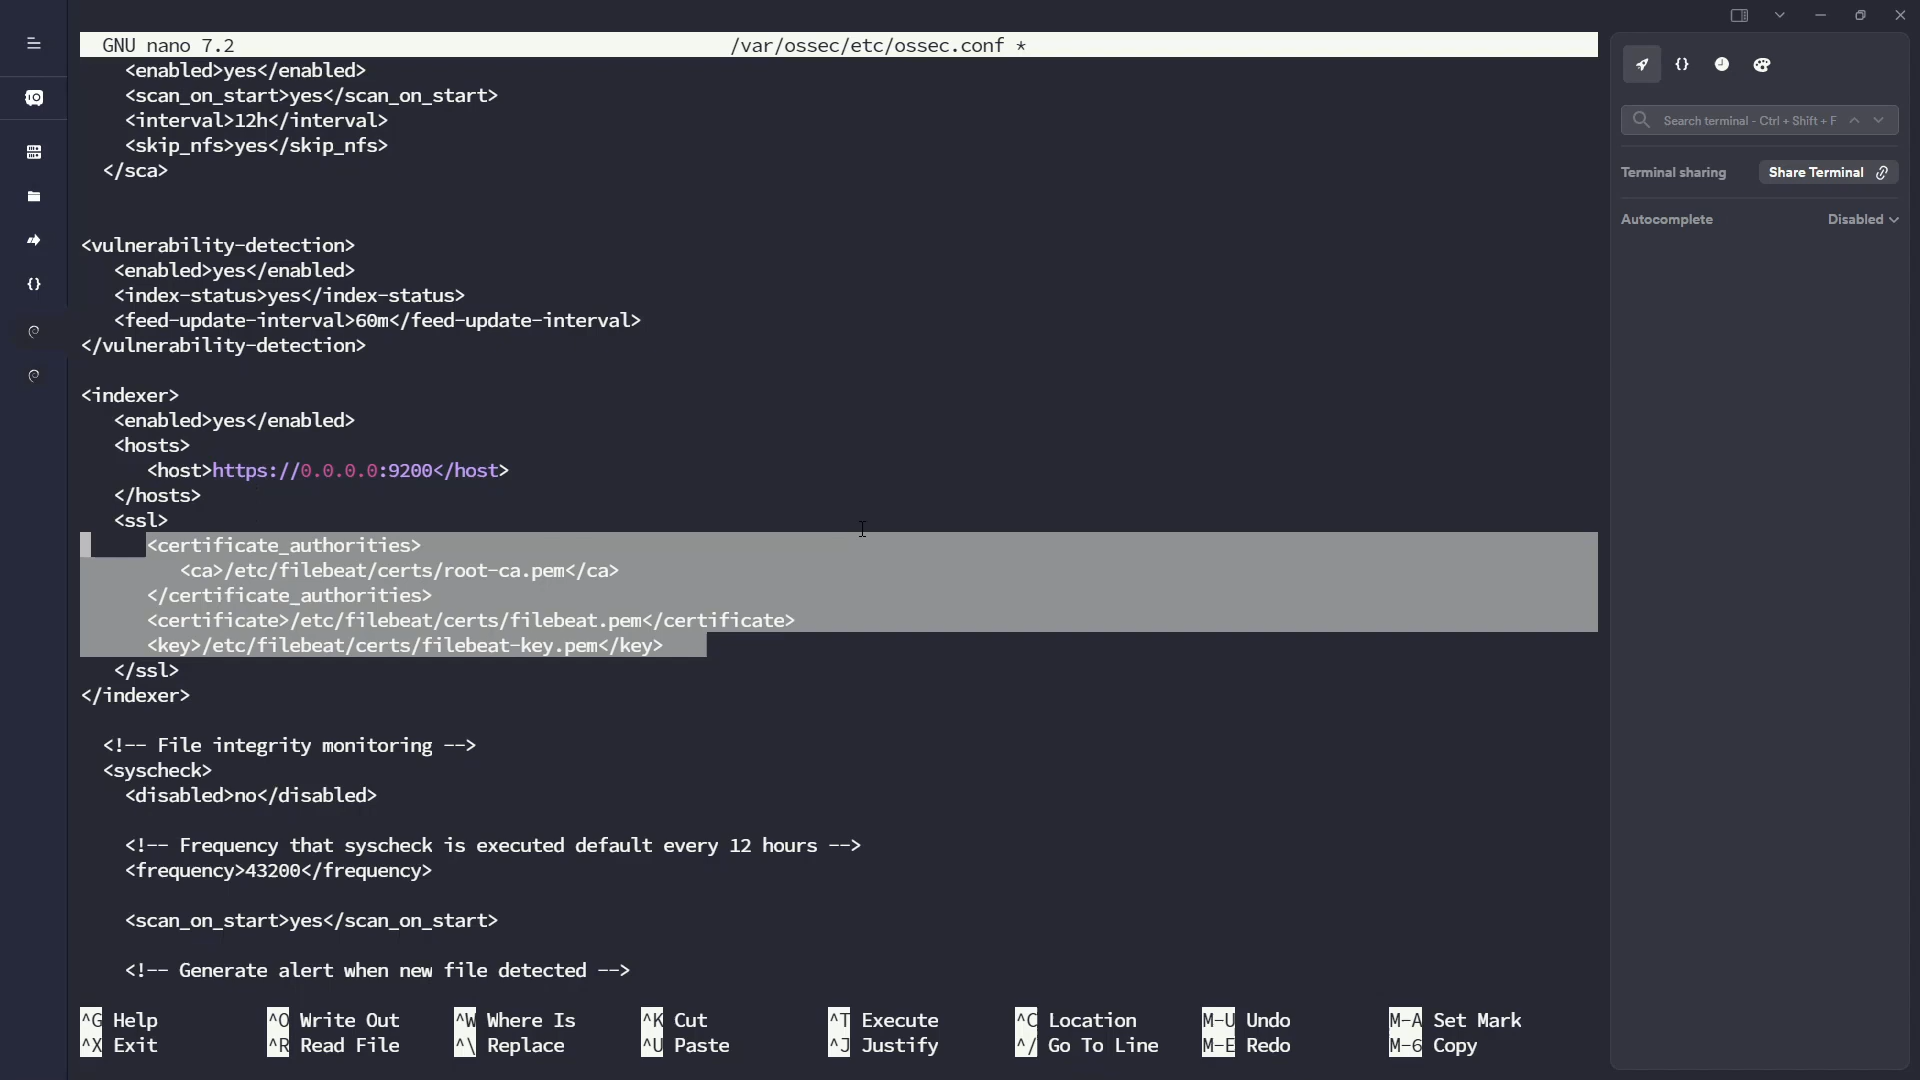 GNU nano 7.2 /var/ossec/etc/ossec.conf *
<enabled>yes</enabled>
<scan_on_start>yes</scan_on_start>
<interval>12h</interval>
<skip_nfs>yes</skip_nfs>
</sca>
<vulnerability-detection>
<enabled>yes</enabled>
<index-status>yes</index-status>
<feed-update-interval>60m</feed-update-interval>
</vulnerability-detection>
<indexer>
<enabled>yes</enabled>
<hosts>
<host>https://0.0.0.0:9200</host>
</hosts>
<ssl>
<certificate_authorities>
<ca>/etc/filebeat/certs/root-ca.pem</ca>
</certificate_authorities>
<certificate>/etc/filebeat/certs/filebeat.pem</certificate>
<key>/etc/filebeat/certs/filebeat-key.pem</key>
</ssl>
</indexer>
<!-- File integrity monitoring -->
<syscheck>
<disabled>no</disabled>
<!-- Frequency that syscheck is executed default every 12 hours -->
<frequency>43200</frequency>
<scan_on_start>yes</scan_on_start>
<!-- Generate alert when new file detected -->
^G Help ^O Write Out ^W Where Is ^K Cut ^T Execute ^C Location M-U Undo M-A Set Mark
^X Exit ^R Read File ^\ Replace ^U Paste ^J Justify ^/ Go To Line M-E Redo M-6 Copy
{}
{}
Search terminal - Ctrl + Shift + F
Terminal sharing Share Terminal
Autocomplete Disabled